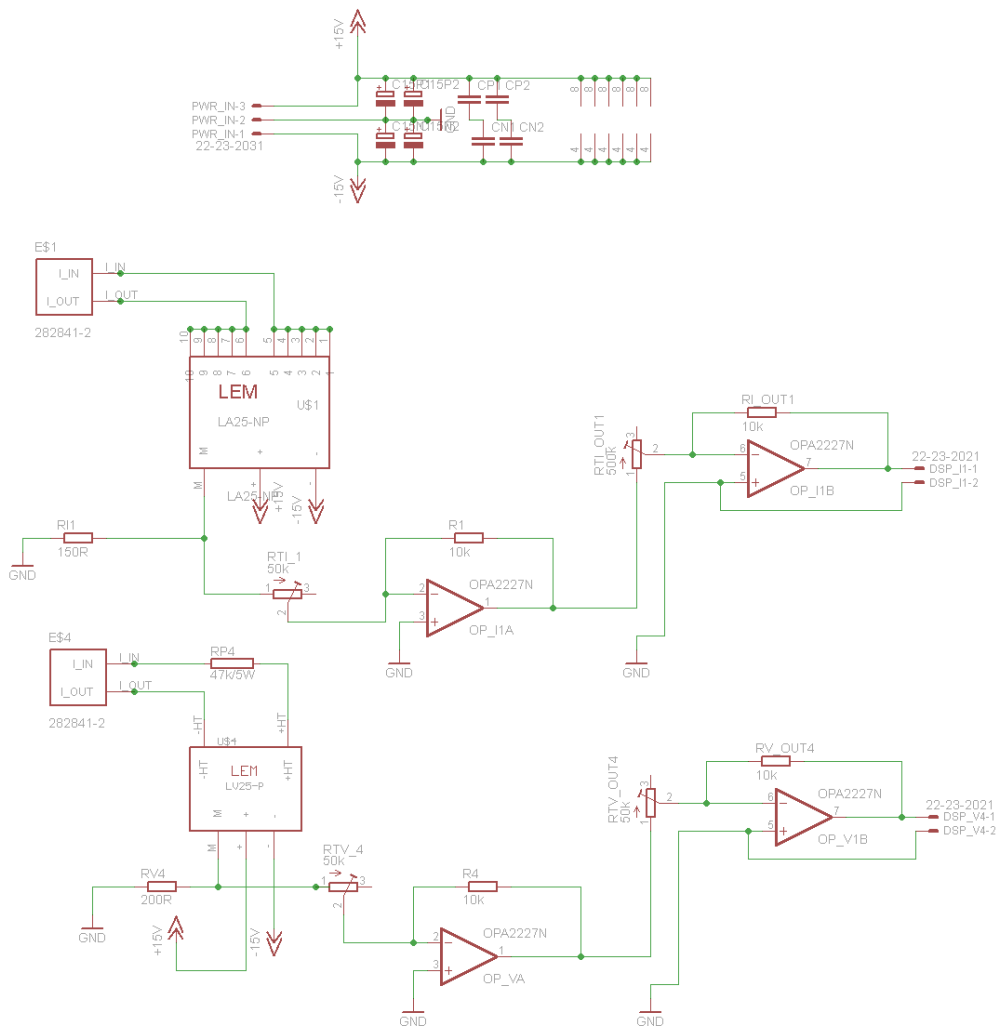 +15V
C15P1
C15P2
CP1 CP2
8 8 8 8 8 8
PWR_IN-3
PWR_IN-2
PWR_IN-1
22-23-2031
GND
C15N1
C15N2
CN1 CN2
4 4 4 4 4 4
-15V
E$1
I_IN
I_IN
I_OUT
I_OUT
282841-2
10 9 8 7 6 5 4 3 2 1
10 9 8 7 6 5 4 3 2 1
LEM
U$1
LA25-NP
M + -
M + -
LA25-NP
+15V
-15V
RI1
150R
GND
RTI_1
50k
1 3
2
R1
10k
OPA2227N
2
3
1
OP_I1A
GND
RTI_OUT1
500k
3
2
1
RI_OUT1
10k
OPA2227N
6
5
7
OP_I1B
GND
22-23-2021
DSP_I1-1
DSP_I1-2
E$4
I_IN
I_IN
I_OUT
I_OUT
282841-2
RP4
47k/5W
-HT
+HT
U$4
-HT
+HT
LEM
LV25-P
M + -
M + -
RV4
200R
GND
+15V
-15V
RTV_4
50k
1 3
2
R4
10k
OPA2227N
2
3
1
OP_VA
GND
RTV_OUT4
50k
3
2
1
RV_OUT4
10k
OPA2227N
6
5
7
OP_V1B
GND
22-23-2021
DSP_V4-1
DSP_V4-2